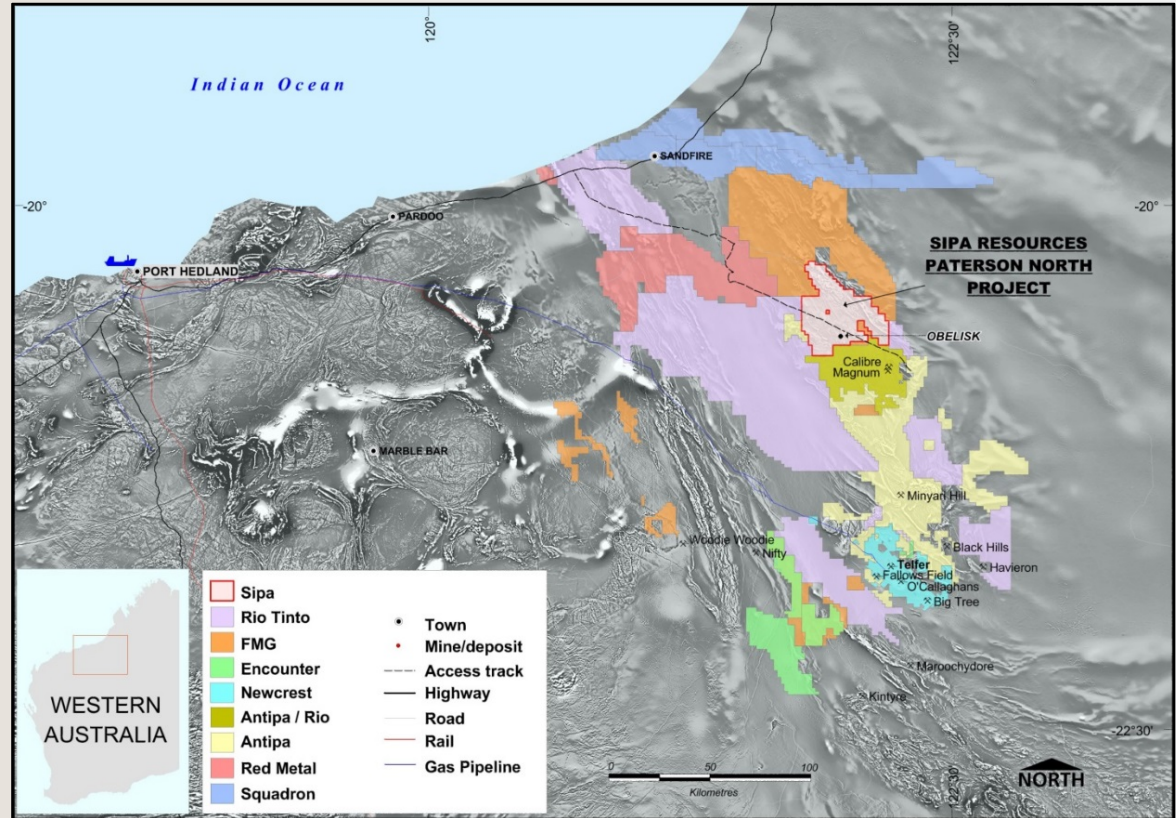 120°
122°30'
Indian Ocean
SANDFIRE
-20°
-20°
PARDOO
SIPA RESOURCES
PATERSON NORTH
PROJECT
PORT HEDLAND
OBELISK
Calibre
Magnum
MARBLE BAR
Minyari Hill
Woodie Woodie
Nifty
Black Hills
Telfer
Havieron
Fallows Field
O'Callaghans
Big Tree
Maroochydore
Kintyre
WESTERN
AUSTRALIA
Sipa
Rio Tinto
FMG
Encounter
Newcrest
Antipa / Rio
Antipa
Red Metal
Squadron
Town
Mine/deposit
Access track
Highway
Road
Rail
Gas Pipeline
0 50 100
Kilometres
-22°30'
NORTH
122°30'